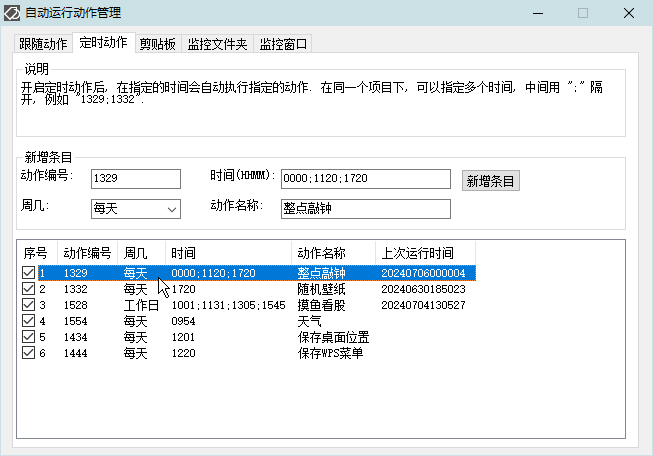 自动运行动作管理
跟随动作 定时动作 剪贴板 监控文件夹 监控窗口
说明
开启定时动作后, 在指定的时间会自动执行指定的动作. 在同一个项目下, 可以指定多个时间, 中间用 ";" 隔
开, 例如 "1329;1332".
新增条目
动作编号: 1329 时间(HHMM): 0000;1120;1720 新增条目
周几: 每天 动作名称: 整点敲钟
序号 动作编号 周几 时间 动作名称 上次运行时间
1 1329 每天 0000;1120;1720 整点敲钟 20240706000004
2 1332 每天 1720 随机壁纸 20240630185023
3 1528 工作日 1001;1131;1305;1545 摸鱼看股 20240704130527
4 1554 每天 0954 天气
5 1434 每天 1201 保存桌面位置
6 1444 每天 1220 保存WPS菜单